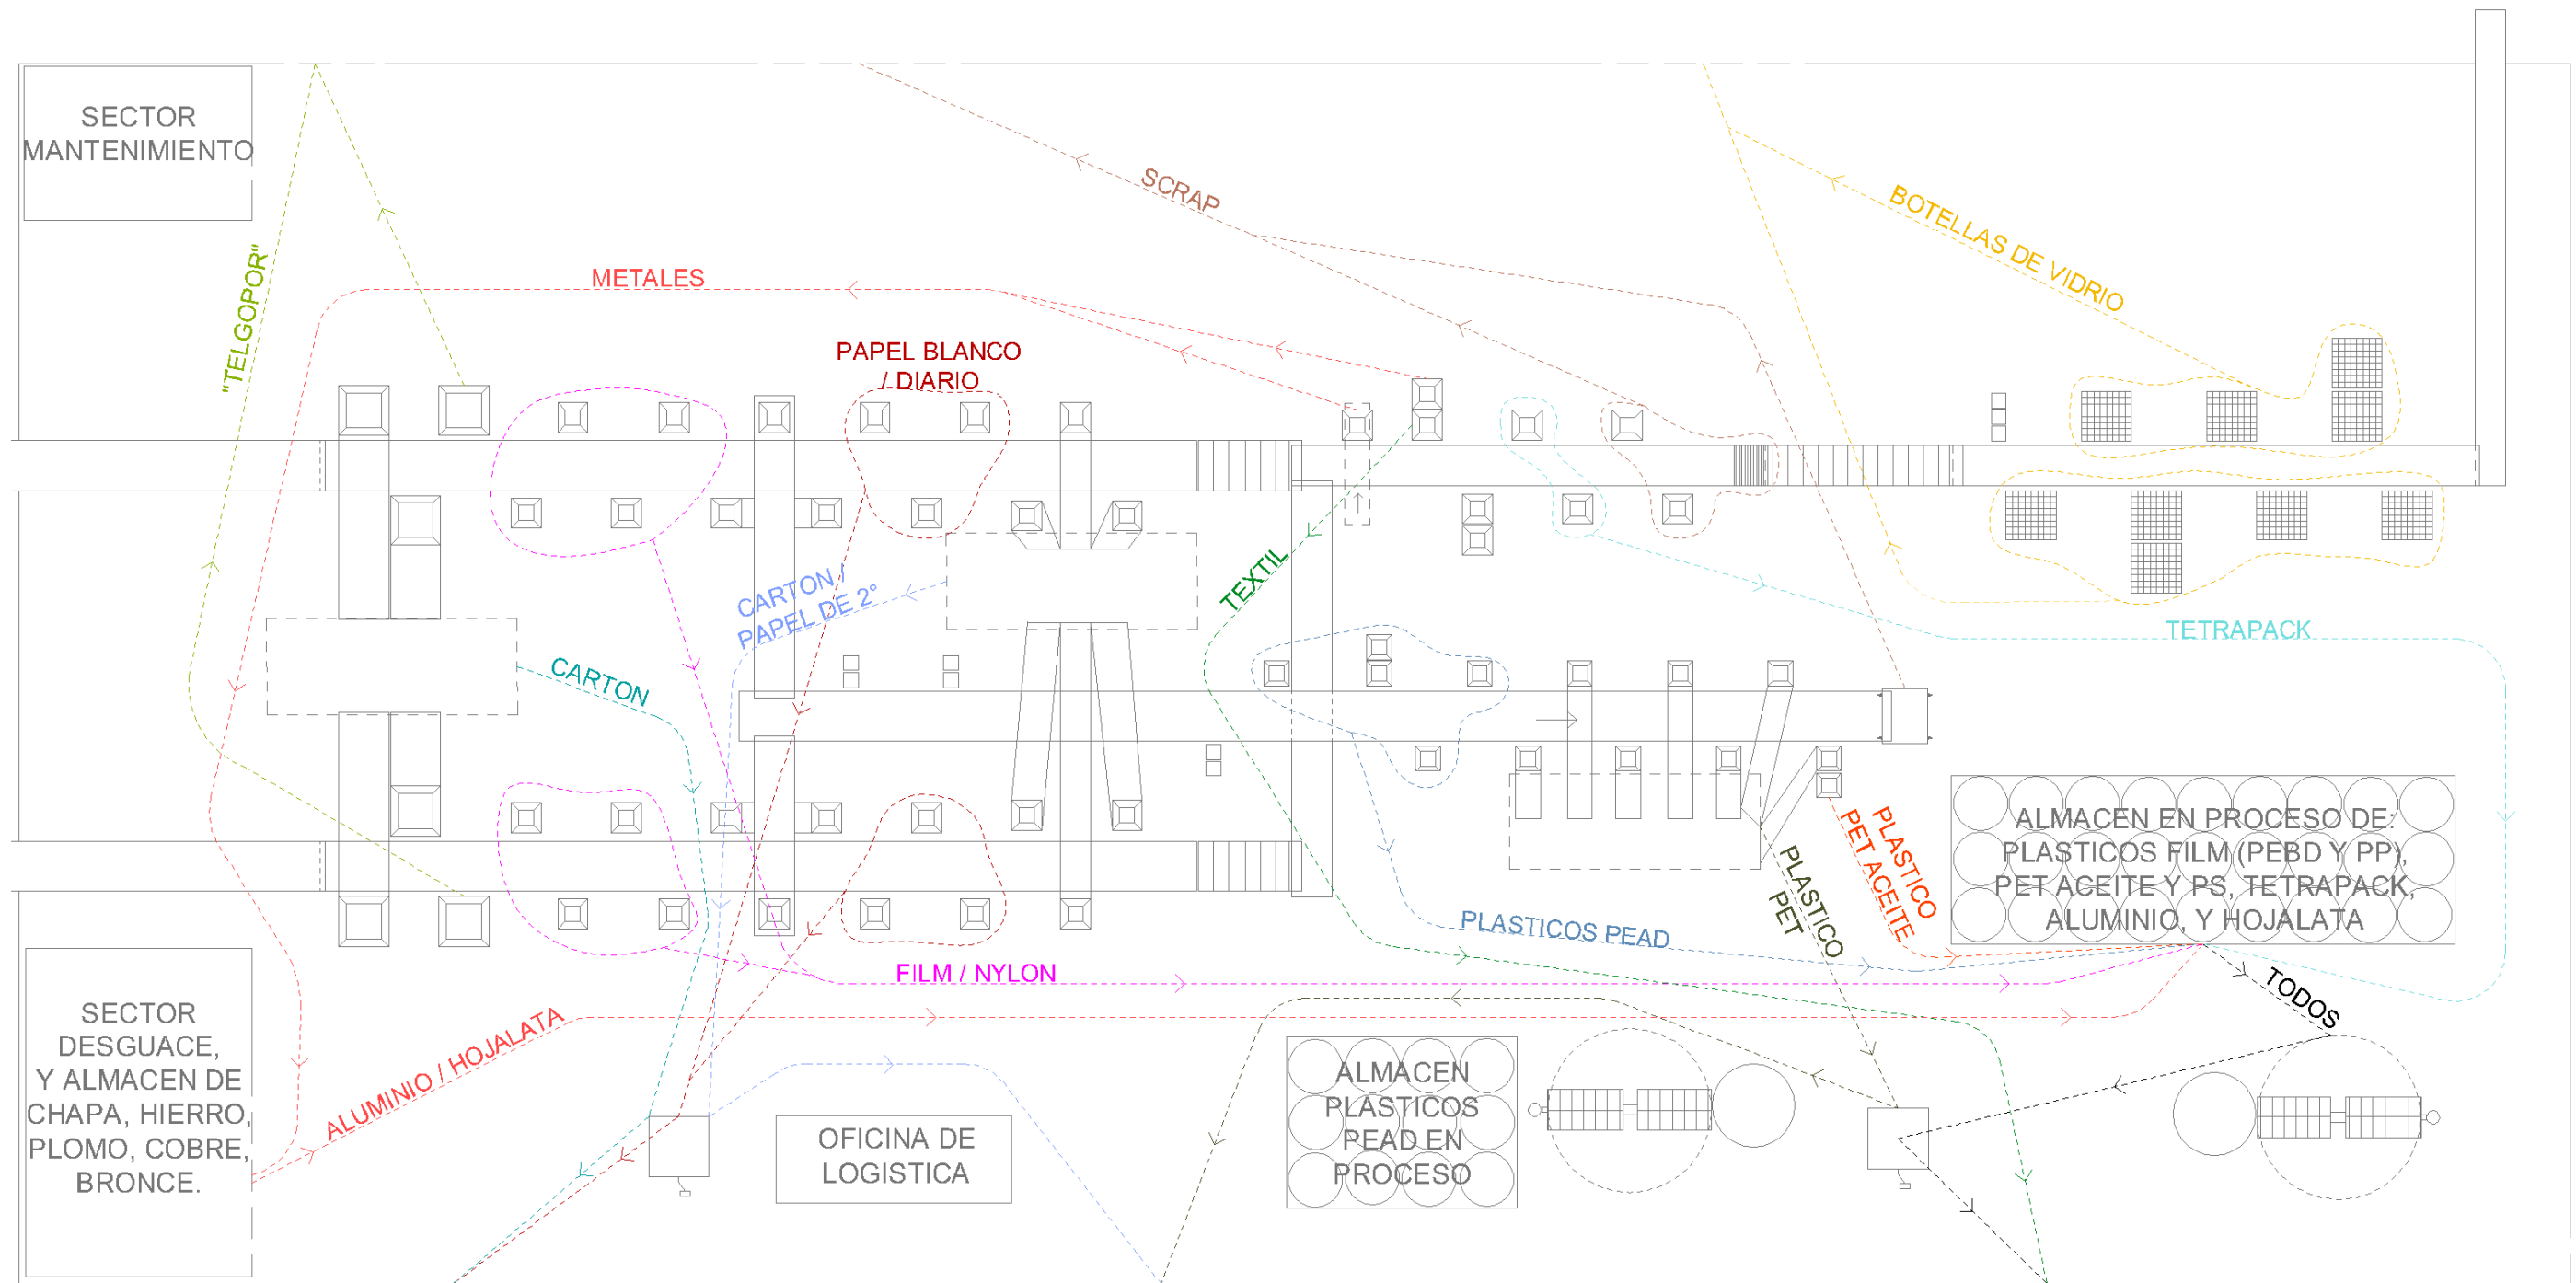 SECTOR
MANTENIMIENTO
SCRAP
BOTELLAS DE VIDRIO
METALES
"TELGOPOR"
PAPEL BLANCO
/ DIARIO
TEXTIL
CARTON /
PAPEL DE 2°
CARTON
TETRAPACK
PLASTICO
PET ACEITE
PLASTICO
PET
PLASTICOS PEAD
ALMACEN EN PROCESO DE:
PLASTICOS FILM (PEBD Y PP),
PET ACEITE Y PS, TETRAPACK,
ALUMINIO, Y HOJALATA
FILM / NYLON
TODOS
SECTOR
DESGUACE,
Y ALMACEN DE
CHAPA, HIERRO,
PLOMO, COBRE,
BRONCE.
ALUMINIO / HOJALATA
OFICINA DE
LOGISTICA
ALMACEN
PLASTICOS
PEAD EN
PROCESO